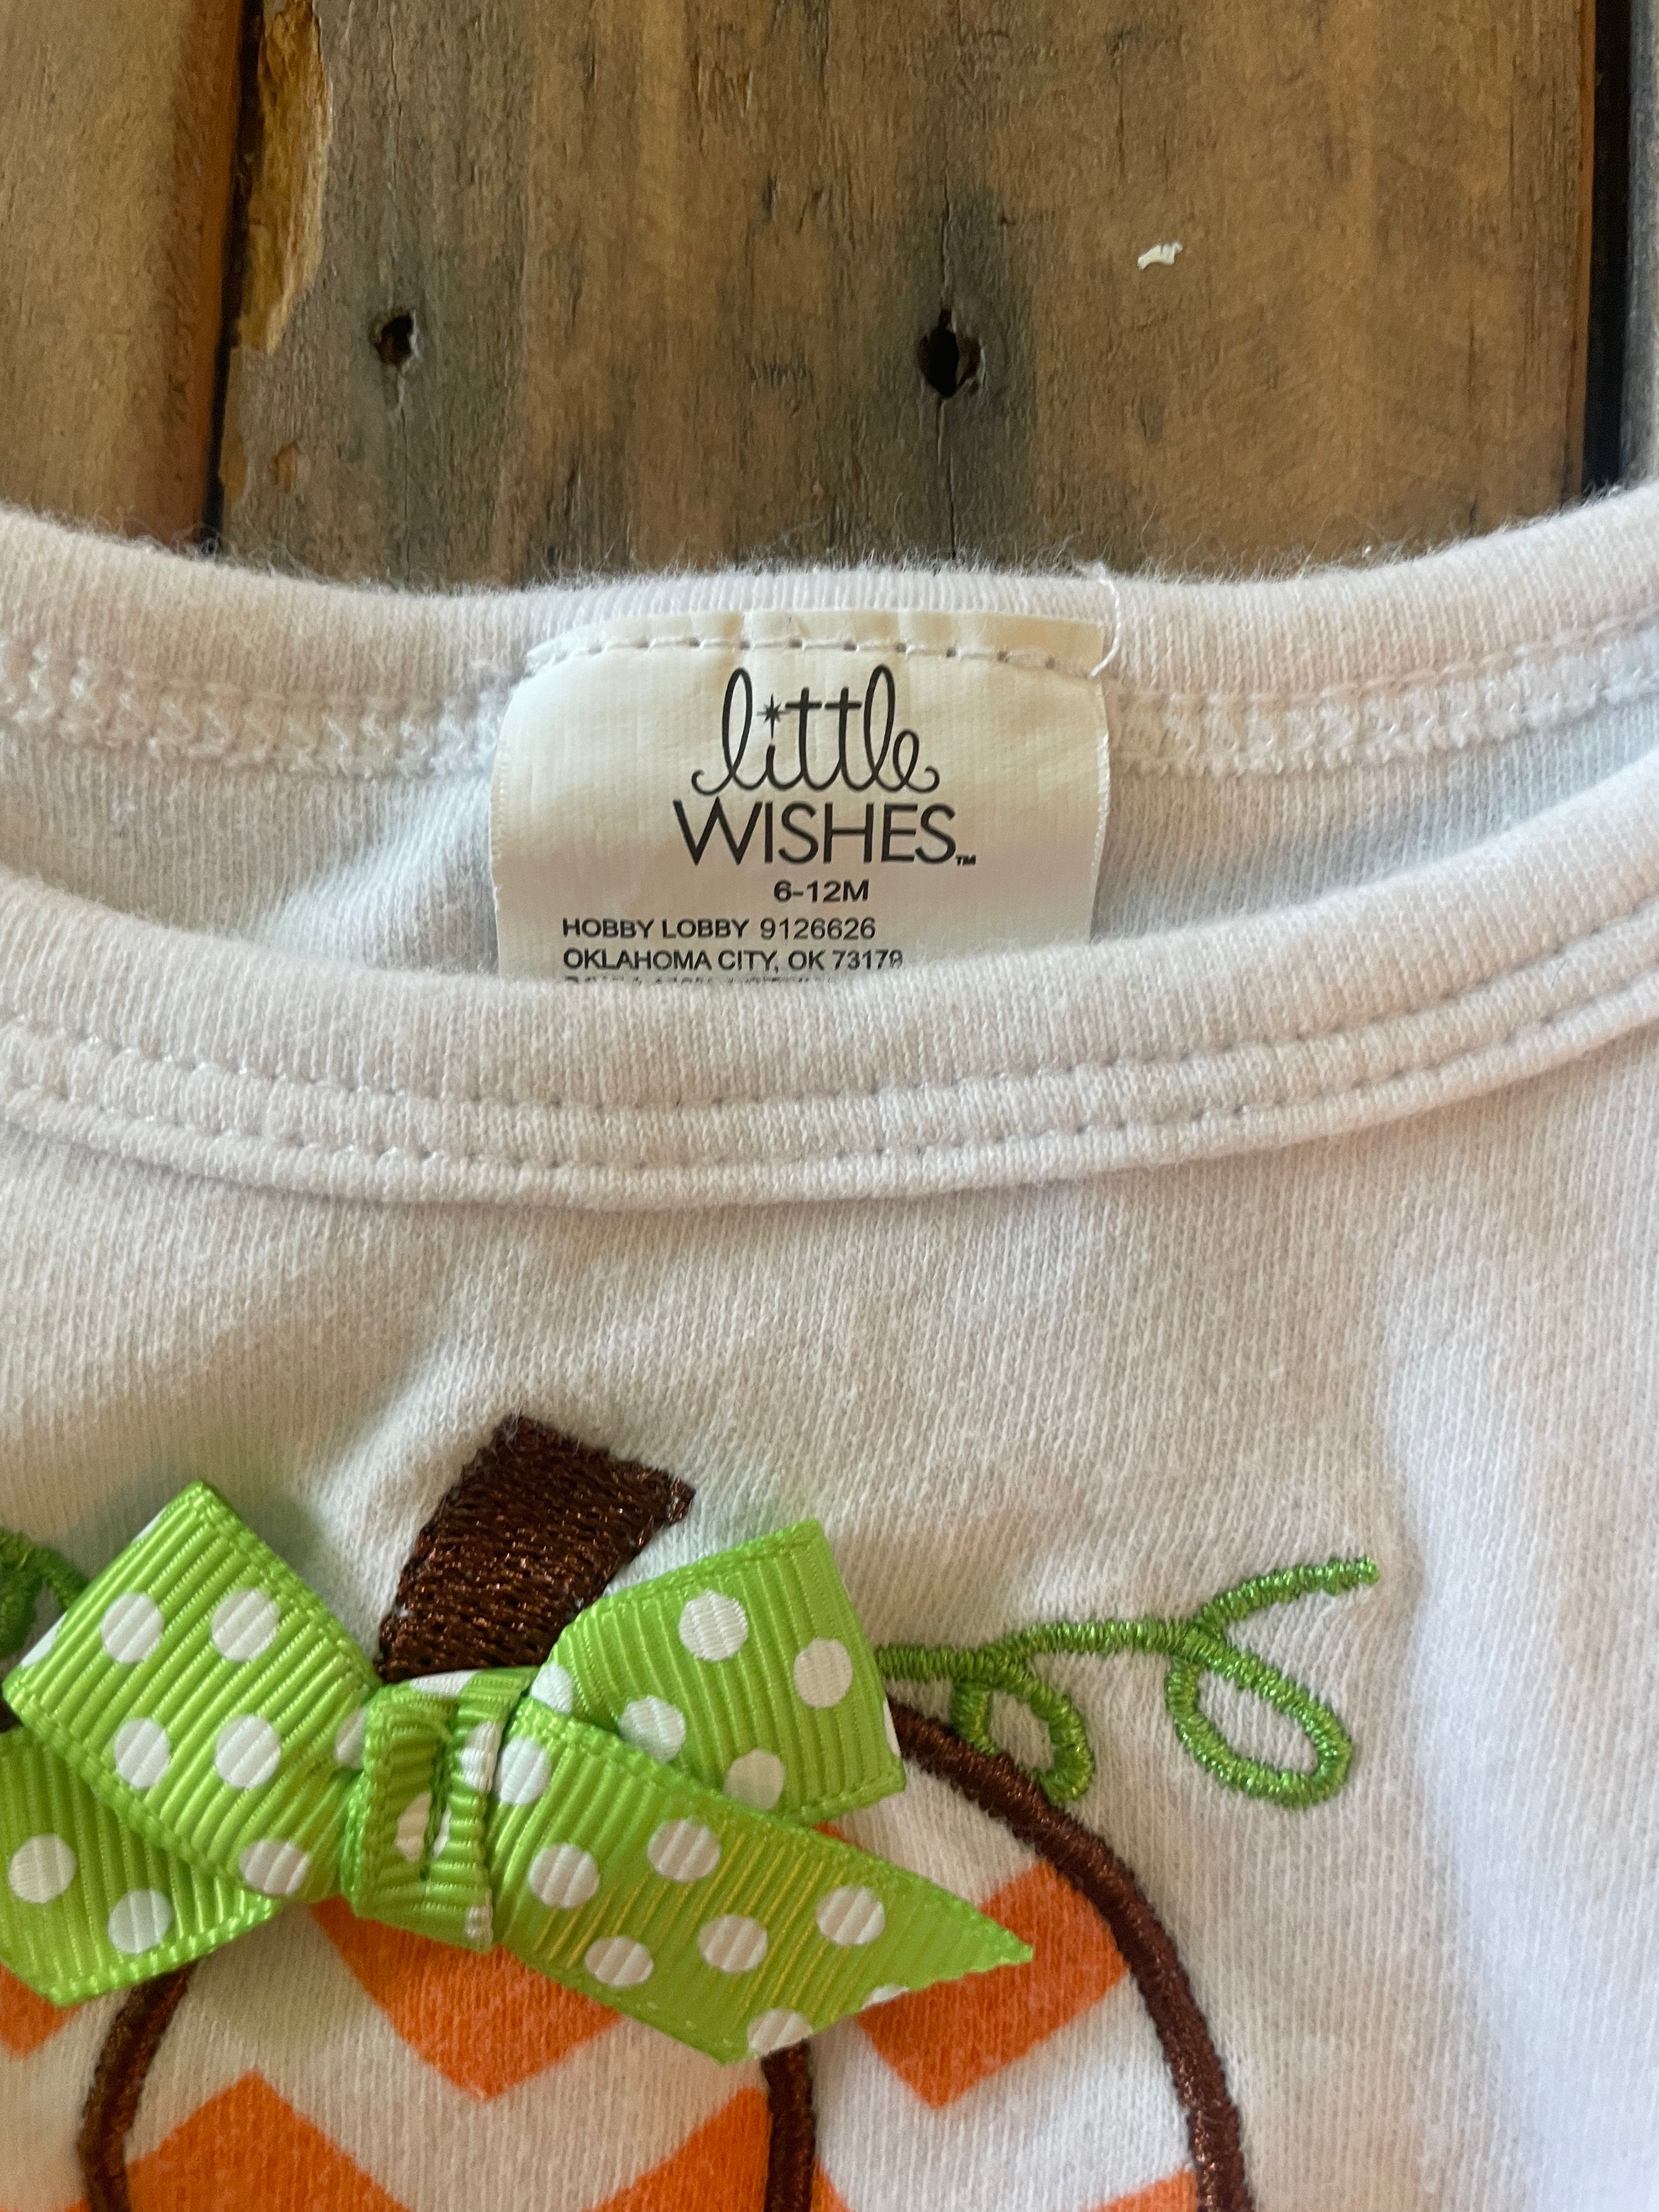 little
WISHES™
6-12M
HOBBY LOBBY 9126626
OKLAHOMA CITY, OK 73179